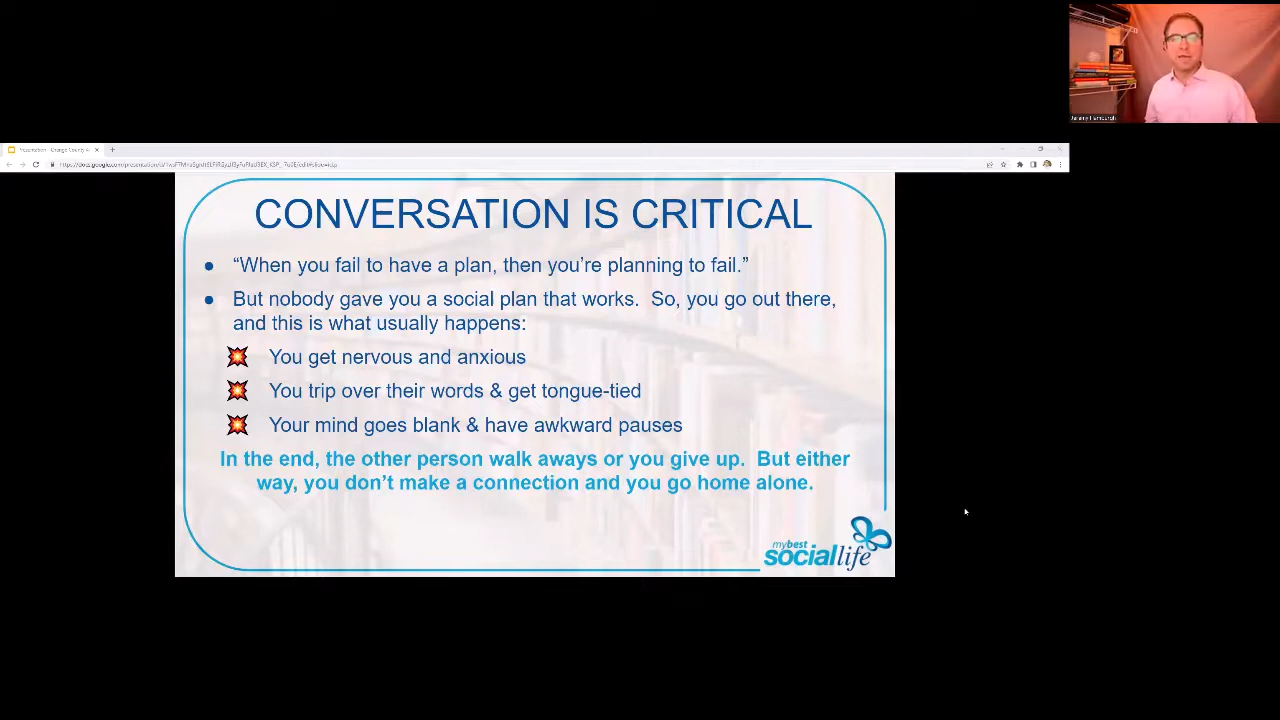 Jeremy Hamburgh
CONVERSATION IS CRITICAL
● “When you fail to have a plan, then you’re planning to fail.”
● But nobody gave you a social plan that works. So, you go out there,
and this is what usually happens:
You get nervous and anxious
You trip over their words & get tongue-tied
Your mind goes blank & have awkward pauses
In the end, the other person walk aways or you give up. But either
way, you don’t make a connection and you go home alone.
mybest
sociallife